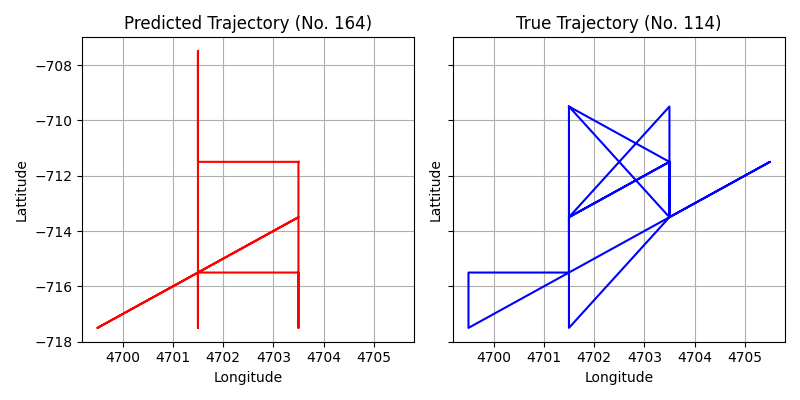 Predicted Trajectory (No. 164)
True Trajectory (No. 114)
−708
−710
−712
−714
−716
−718
Lattitude
Lattitude
4700 4701 4702 4703 4704 4705
4700 4701 4702 4703 4704 4705
Longitude
Longitude